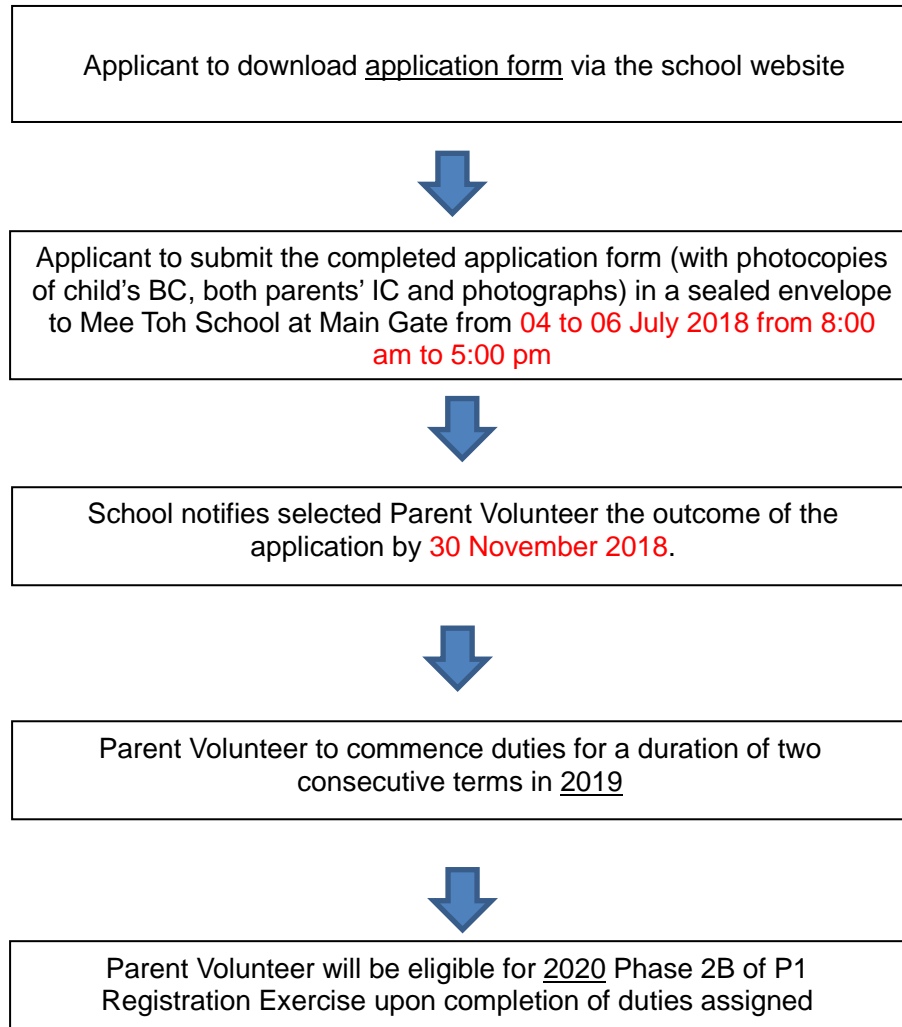 Applicant to download application form via the school website
Applicant to submit the completed application form (with photocopies
of child’s BC, both parents’ IC and photographs) in a sealed envelope
to Mee Toh School at Main Gate from 04 to 06 July 2018 from 8:00
am to 5:00 pm
School notifies selected Parent Volunteer the outcome of the
application by 30 November 2018.
Parent Volunteer to commence duties for a duration of two
consecutive terms in 2019
Parent Volunteer will be eligible for 2020 Phase 2B of P1
Registration Exercise upon completion of duties assigned